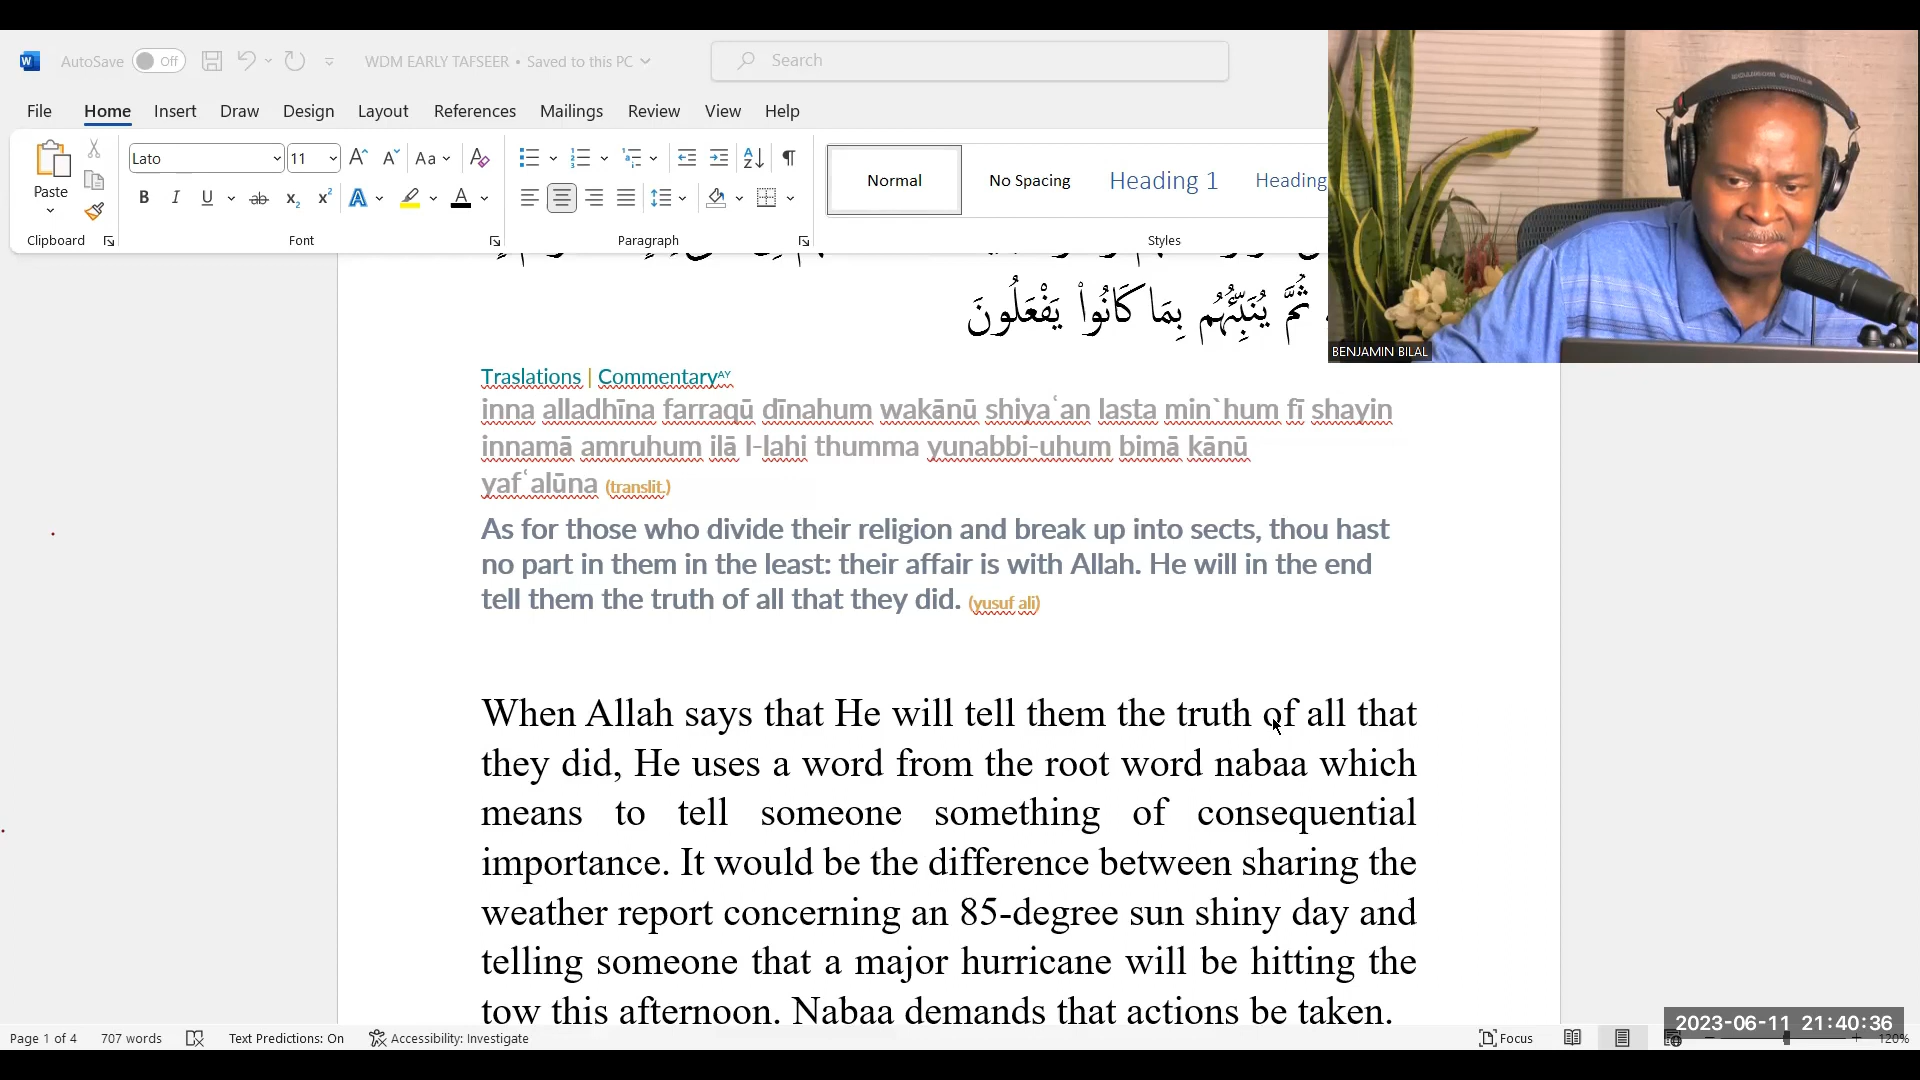 AutoSave Off WDM EARLY TAFSEER • Saved to this PC Search
File Home Insert Draw Design Layout References Mailings Review View Help
Lato 11 Aa
Paste B I U ab x₂ x² A A
Normal No Spacing Heading 1 Heading
Clipboard Font Paragraph Styles
ثُمَّ يُنَبِّئُهُم بِمَا كَانُوا۟ يَفْعَلُونَ
BENJAMIN BILAL
Traslations | Commentaryᴬʸ
inna alladhīna farraqū dīnahum wakānū shiyaʿan lasta min`hum fī shayin
innamā amruhum ilā l-lahi thumma yunabbi-uhum bimā kānū
yafʿalūna (translit.)
As for those who divide their religion and break up into sects, thou hast
no part in them in the least: their affair is with Allah. He will in the end
tell them the truth of all that they did. (yusuf ali)
When Allah says that He will tell them the truth of all that
they did, He uses a word from the root word nabaa which
means to tell someone something of consequential
importance. It would be the difference between sharing the
weather report concerning an 85-degree sun shiny day and
telling someone that a major hurricane will be hitting the
tow this afternoon. Nabaa demands that actions be taken.
2023-06-11 21:40:36
Page 1 of 4 707 words Text Predictions: On Accessibility: Investigate Focus 120%